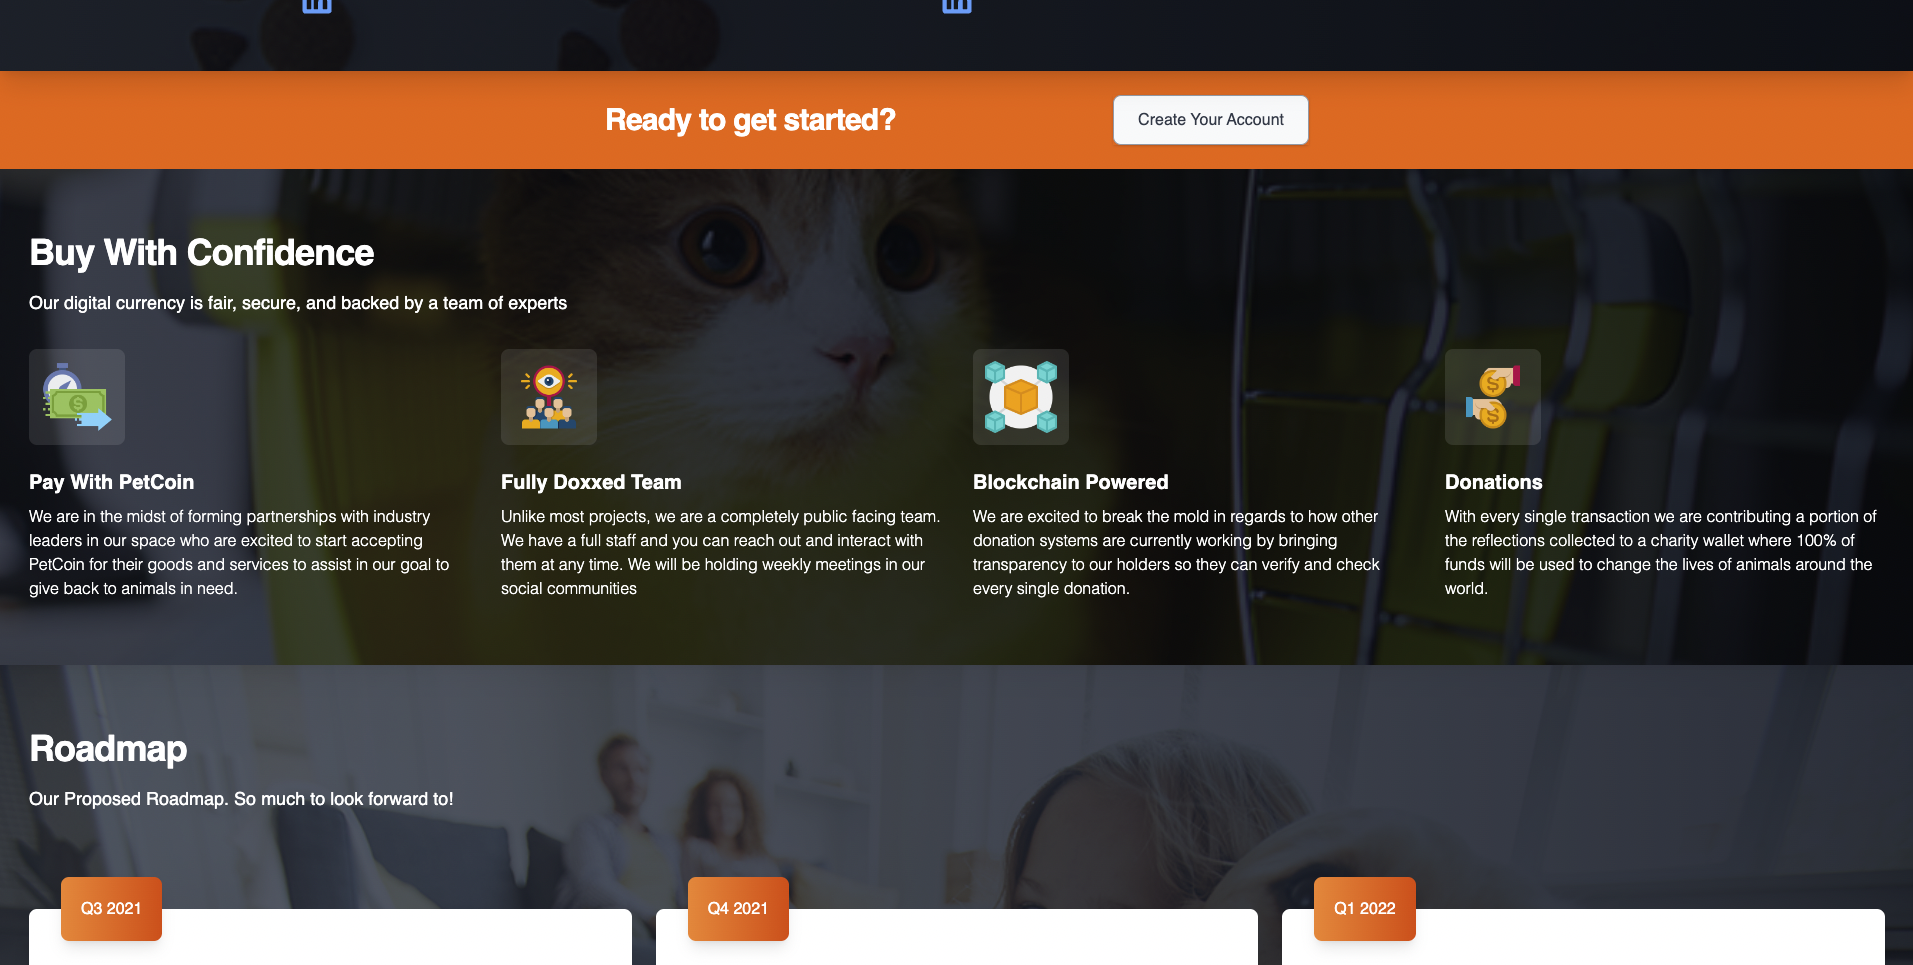 Ready to get started?
Create Your Account
Buy With Confidence
Our digital currency is fair, secure, and backed by a team of experts
Pay With PetCoin
We are in the midst of forming partnerships with industry
leaders in our space who are excited to start accepting
PetCoin for their goods and services to assist in our goal to
give back to animals in need.
Fully Doxxed Team
Unlike most projects, we are a completely public facing team.
We have a full staff and you can reach out and interact with
them at any time. We will be holding weekly meetings in our
social communities
Blockchain Powered
We are excited to break the mold in regards to how other
donation systems are currently working by bringing
transparency to our holders so they can verify and check
every single donation.
Donations
With every single transaction we are contributing a portion of
the reflections collected to a charity wallet where 100% of
funds will be used to change the lives of animals around the
world.
Roadmap
Our Proposed Roadmap. So much to look forward to!
Q3 2021
Q4 2021
Q1 2022